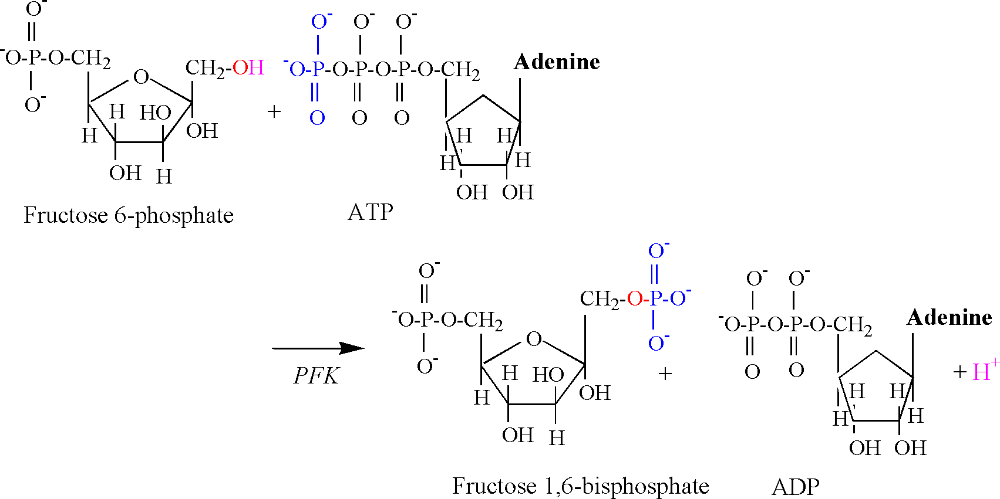 O⁻ O⁻ O⁻ O⁻
⁻O-P-O-CH₂ O CH₂-OH ⁻O-P-O-P-O-P-O-CH₂ Adenine
O⁻ H HO O O O
H OH + H H
OH H H H
OH OH
Fructose 6-phosphate ATP
O⁻
O⁻ O⁻ O⁻
CH₂-O-P-O⁻
⁻O-P-O-CH₂ O O⁻ ⁻O-P-O-P-O-CH₂ Adenine
PFK O⁻ H HO + O O + H⁺
H OH H H
OH H H H
OH OH
Fructose 1,6-bisphosphate ADP